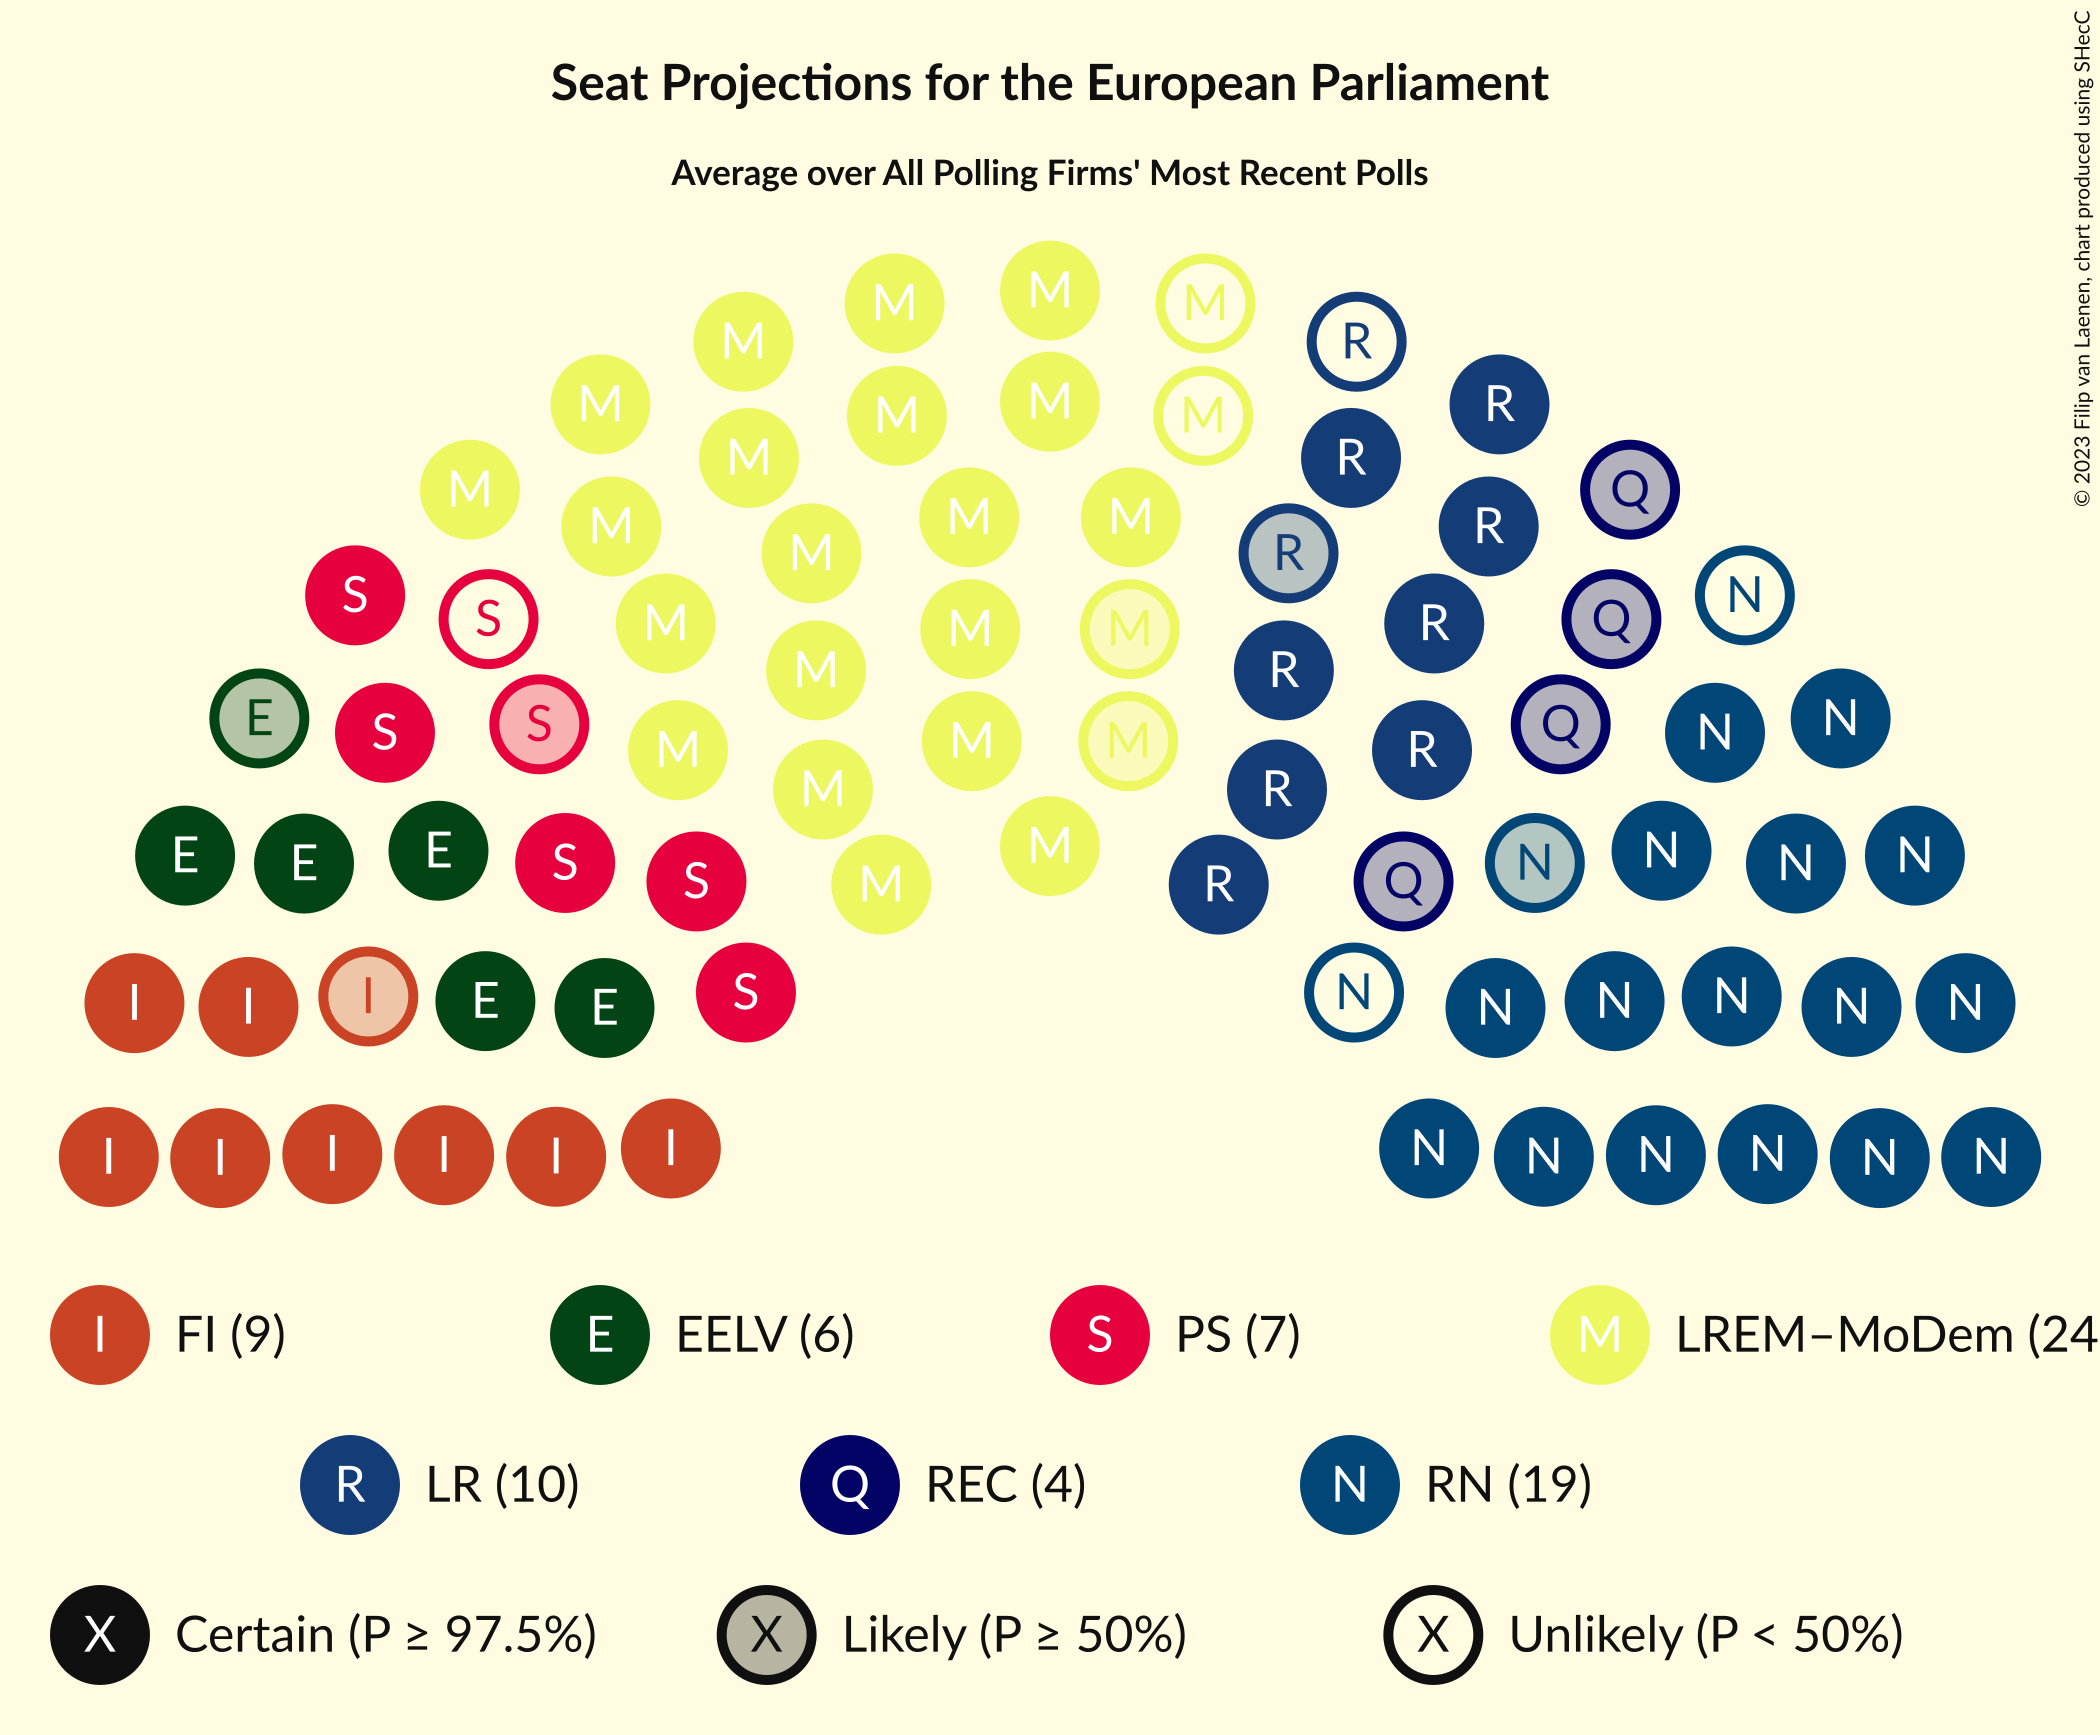 Seat Projections for the European Parliament
Average over All Polling Firms' Most Recent Polls
© 2023 Filip van Laenen, chart produced using SHecC
M
M M
M R
M M R
M M
M R
M M Q
M R
M M
M R
S N
S Q
M R
M M
M R
E N
S N
S Q
M R
M M
M R
E N
E N
E N
S N
S Q
M R
M
I N
I N
I N
E N
E N
S N
I I I I I I N N N N N N
I FI (9) E EELV (6) S PS (7) M LREM–MoDem (24
R LR (10) Q REC (4) N RN (19)
X Certain (P ≥ 97.5%) X Likely (P ≥ 50%) X Unlikely (P < 50%)